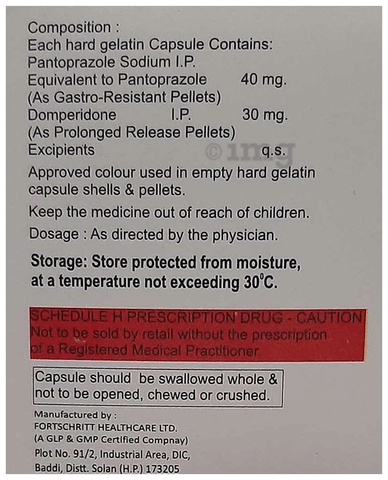 Composition :
Each hard gelatin Capsule Contains:
Pantoprazole Sodium I.P.
Equivalent to Pantoprazole 40 mg.
(As Gastro-Resistant Pellets)
Domperidone I.P. 30 mg.
(As Prolonged Release Pellets)
Excipients q.s.
1mg
Approved colour used in empty hard gelatin
capsule shells & pellets.
Keep the medicine out of reach of children.
Dosage : As directed by the physician.
Storage: Store protected from moisture,
at a temperature not exceeding 30°C.
SCHEDULE H PRESCRIPTION DRUG - CAUTION
Not to be sold by retail without the prescription
of a Registered Medical Practitioner.
Capsule should be swallowed whole &
not to be opened, chewed or crushed.
Manufactured by :
FORTSCHRITT HEALTHCARE LTD.
(A GLP & GMP Certified Compnay)
Plot No. 91/2, Industrial Area, DIC,
Baddi, Distt. Solan (H.P.) 173205